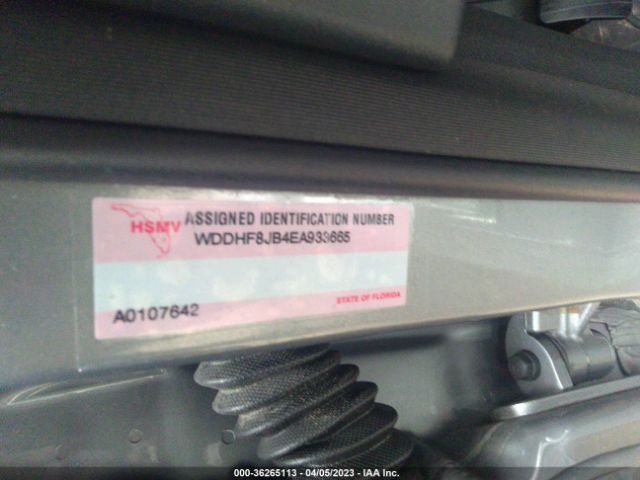 HSMV
ASSIGNED IDENTIFICATION NUMBER
WDDHF8JB4EA933665
STATE OF FLORIDA
A0107642
000-36265113 - 04/05/2023 - IAA Inc.